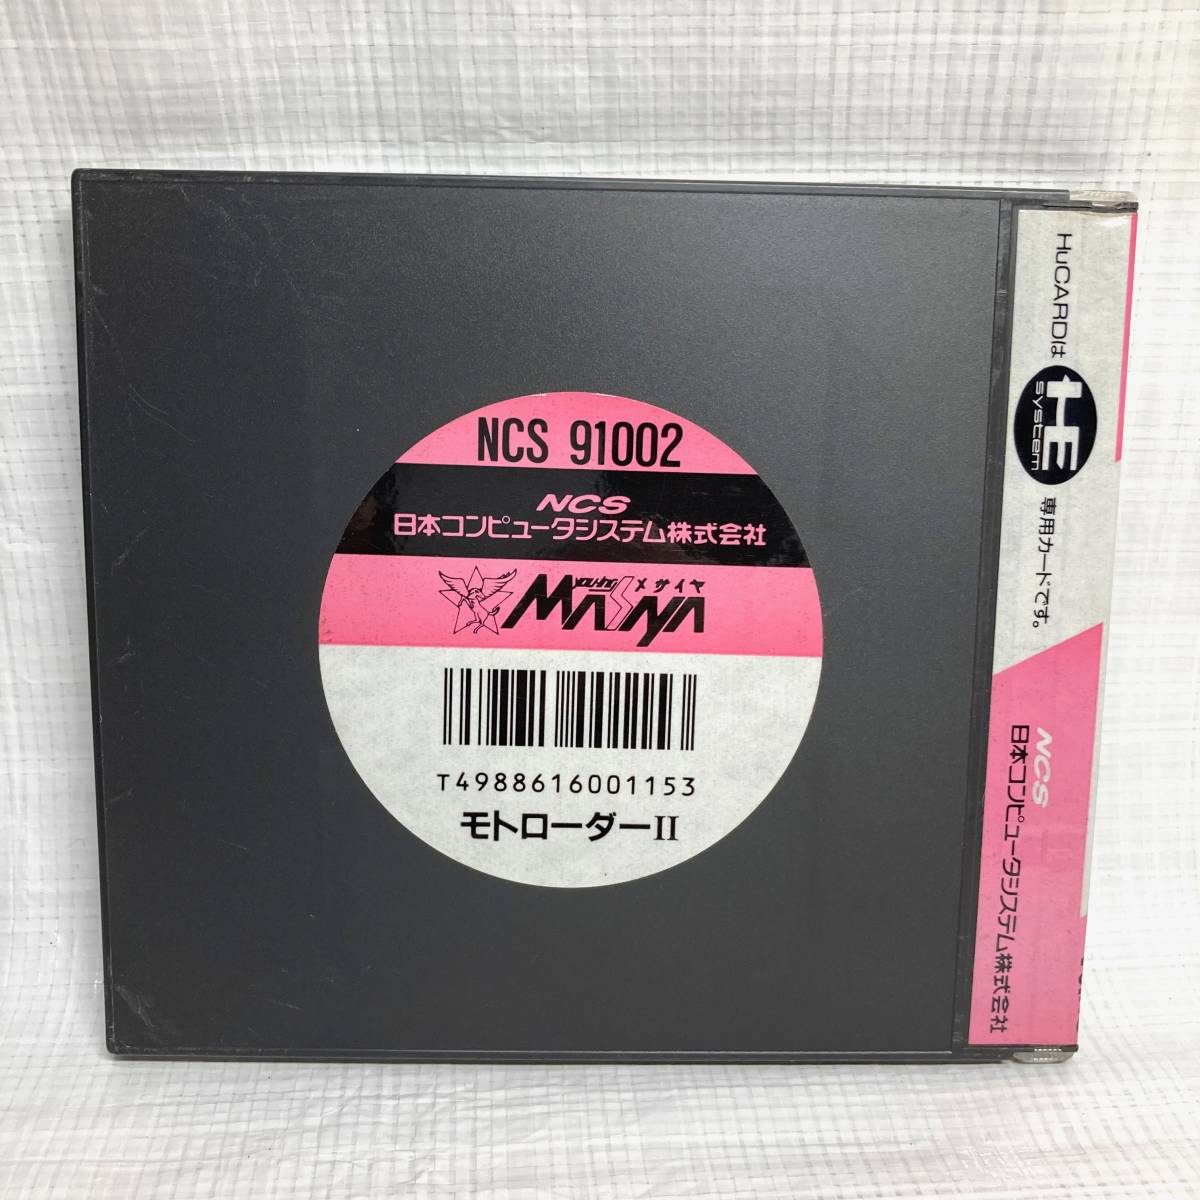 NCS 91002
NCS
日本コンピュータシステム株式会社
メサイヤ
MASAYA
T4988616001153
モトローダーII
HuCARDは
HE
system
専用カードです。
NCS
日本コンピュータシステム株式会社